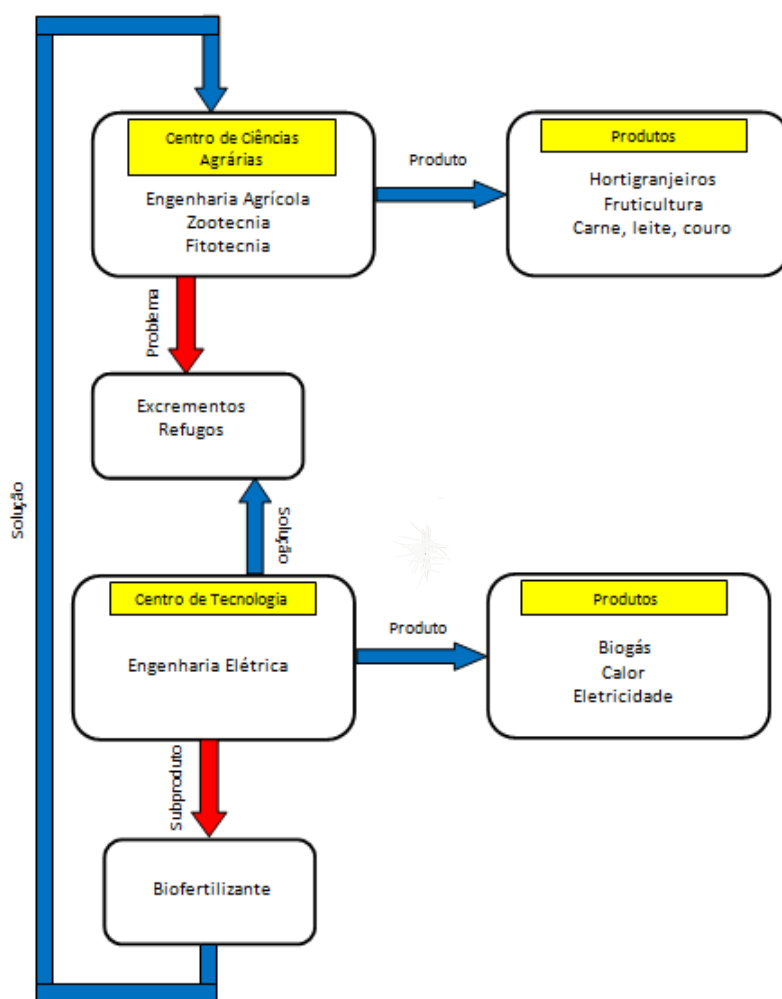 Centro de Ciências
Agrárias
Engenharia Agrícola
Zootecnia
Fitotecnia
Produto
Produtos
Hortigranjeiros
Fruticultura
Carne, leite, couro
Problema
Excrementos
Refugos
Solução
Solução
Centro de Tecnologia
Engenharia Elétrica
Produto
Produtos
Biogás
Calor
Eletricidade
Subproduto
Biofertilizante